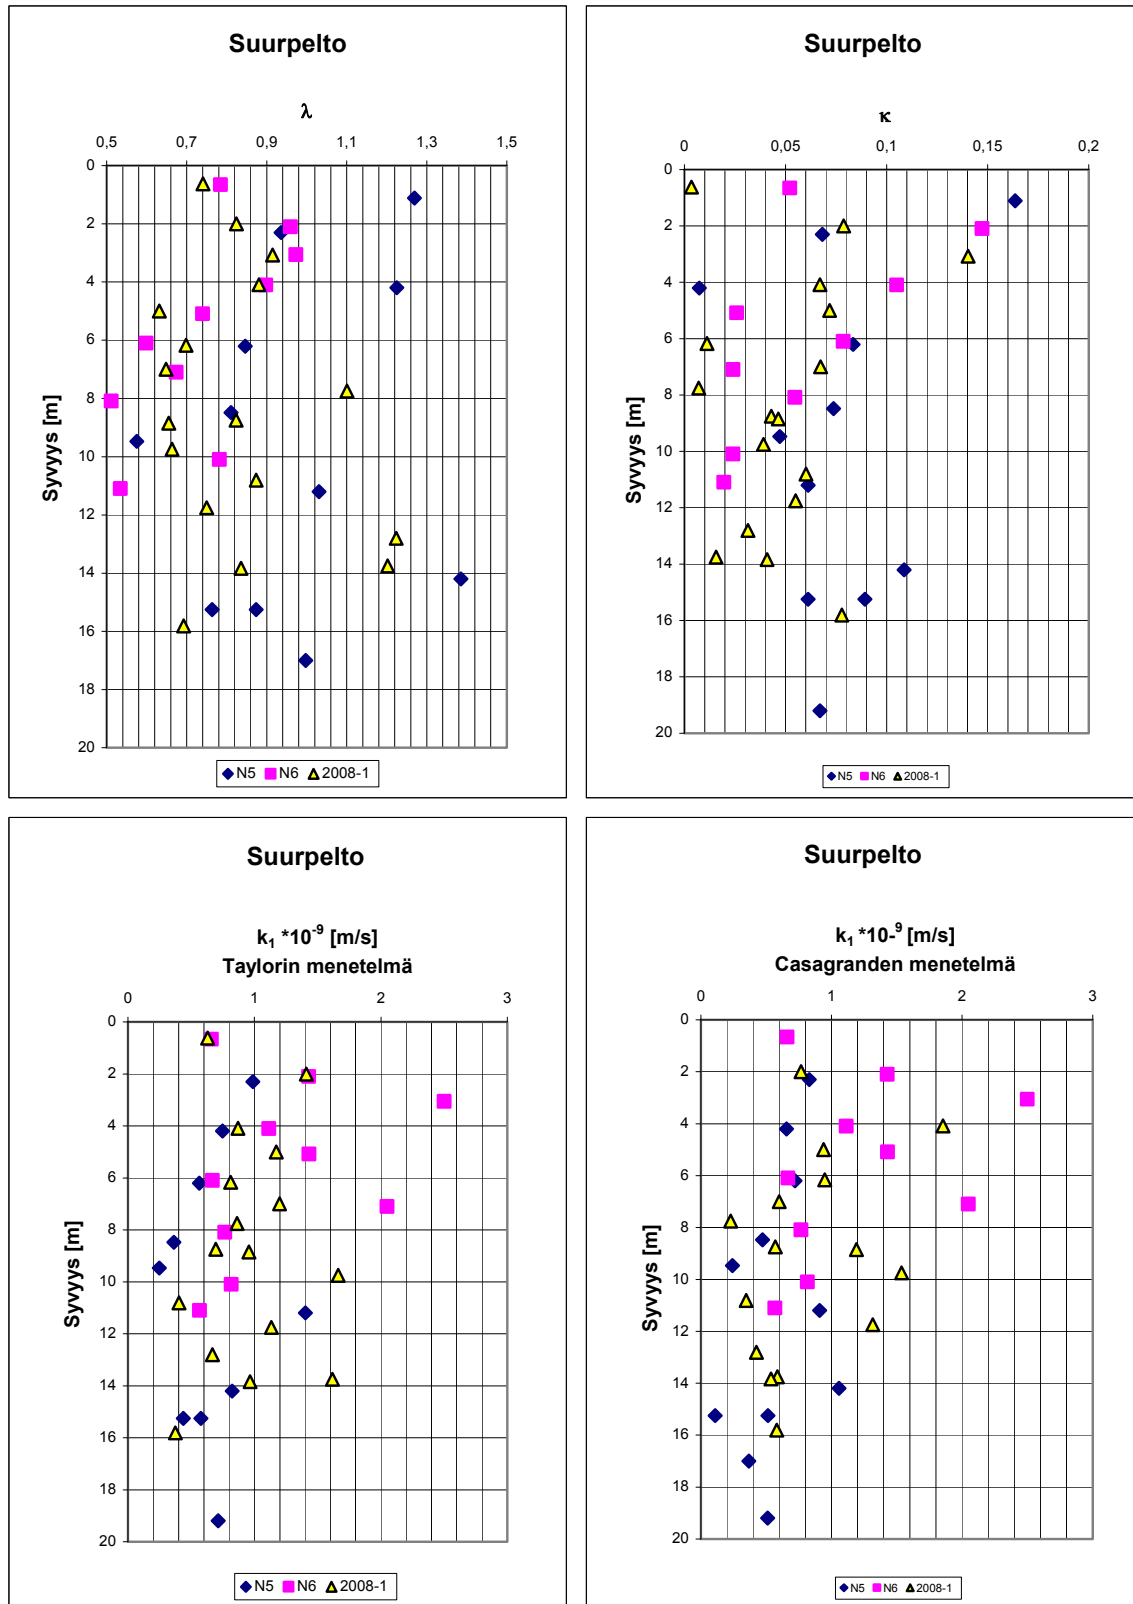 Suurpelto
λ
0,5 0,7 0,9 1,1 1,3 1,5
0
2
4
6
8
10
12
14
16
18
20
Syvyys [m]
N5 N6 2008-1
Suurpelto
κ
0 0,05 0,1 0,15 0,2
0
2
4
6
8
10
12
14
16
18
20
Syvyys [m]
N5 N6 2008-1
Suurpelto
k₁ *10⁻⁹ [m/s]
Taylorin menetelmä
0 1 2 3
0
2
4
6
8
10
12
14
16
18
20
Syvyys [m]
N5 N6 2008-1
Suurpelto
k₁ *10-⁹ [m/s]
Casagranden menetelmä
0 1 2 3
0
2
4
6
8
10
12
14
16
18
20
Syvyys [m]
N5 N6 2008-1